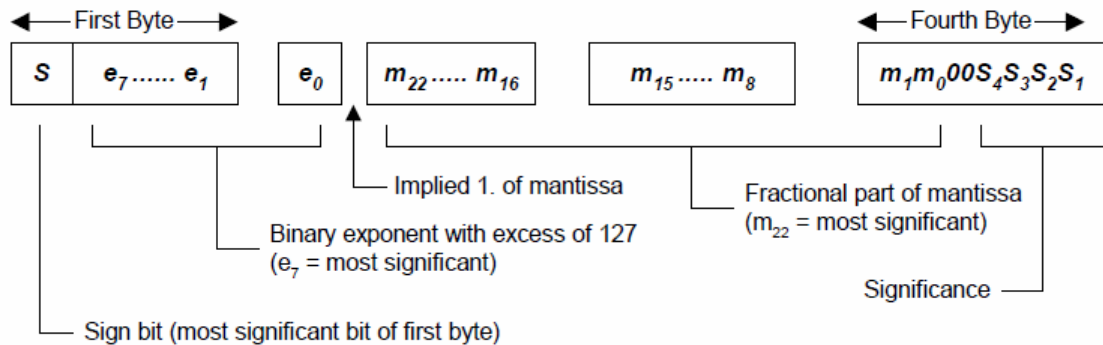 First Byte Fourth Byte
S e₇...... e₁ e₀ m₂₂..... m₁₆ m₁₅..... m₈ m₁m₀00S₄S₃S₂S₁
Implied 1. of mantissa
Fractional part of mantissa
(m₂₂ = most significant)
Binary exponent with excess of 127
(e₇ = most significant)
Significance
Sign bit (most significant bit of first byte)